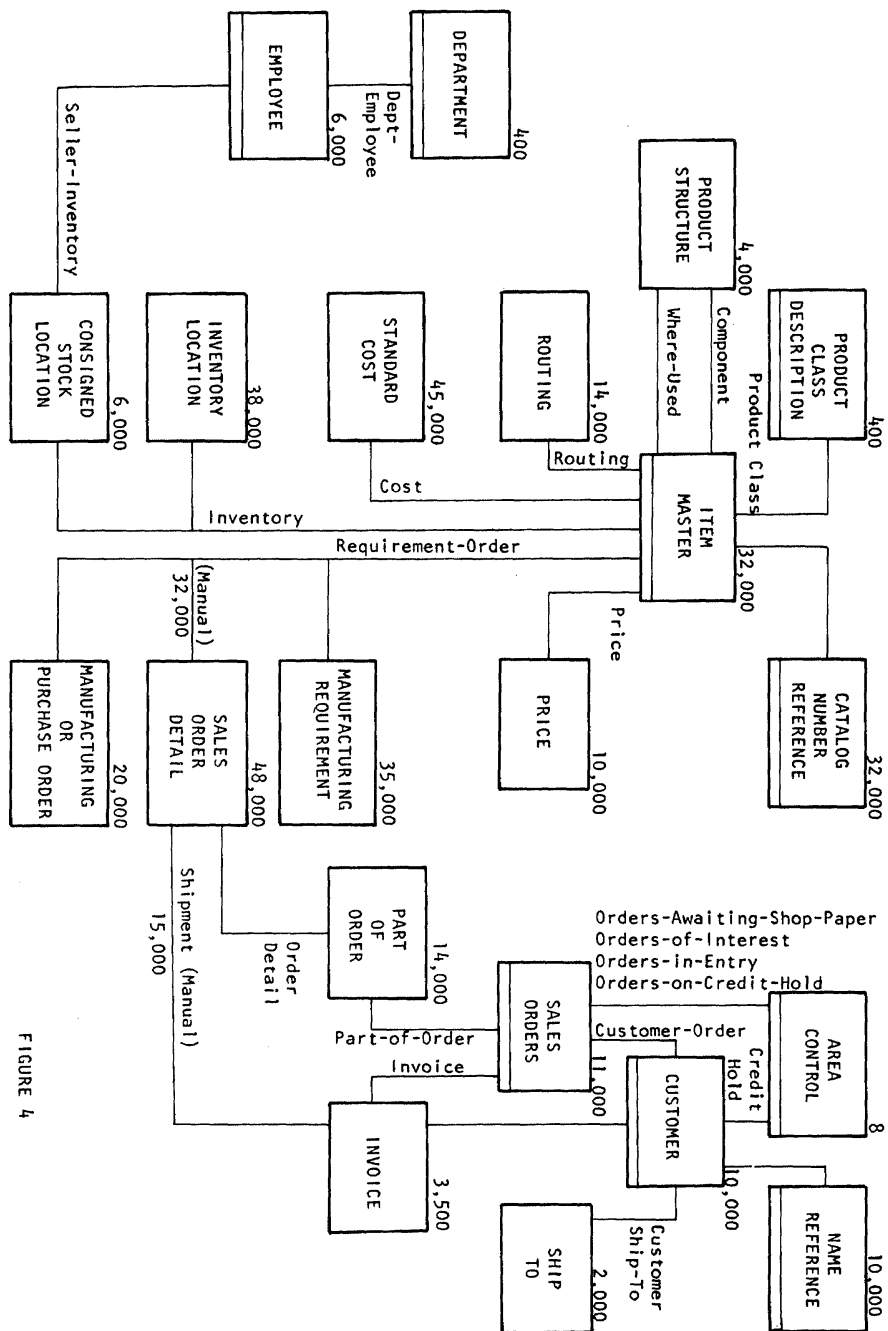 400
DEPARTMENT
Dept-
Employee
6,000
EMPLOYEE
Seller-Inventory
400
PRODUCT
CLASS
DESCRIPTION
Product Class
4,000
PRODUCT
STRUCTURE
Component
Where-Used
14,000
ROUTING
Routing
45,000
STANDARD
COST
Cost
38,000
INVENTORY
LOCATION
6,000
CONSIGNED
STOCK
LOCATION
Inventory
Requirement-Order
32,000
ITEM
MASTER
32,000
CATALOG
NUMBER
REFERENCE
Price
10,000
PRICE
35,000
MANUFACTURING
REQUIREMENT
(Manual)
32,000
48,000
SALES
ORDER
DETAIL
20,000
MANUFACTURING
OR
PURCHASE ORDER
Orders-Awaiting-Shop-Paper
Orders-of-Interest
Orders-in-Entry
Orders-on-Credit-Hold
8
AREA
CONTROL
Credit
Hold
Customer-Order
11,000
SALES
ORDERS
Part-of-Order
Invoice
14,000
PART
OF
ORDER
Order
Detail
Shipment (Manual)
15,000
10,000
CUSTOMER
10,000
NAME
REFERENCE
Customer
Ship-To
2,000
SHIP
TO
3,500
INVOICE
FIGURE 4